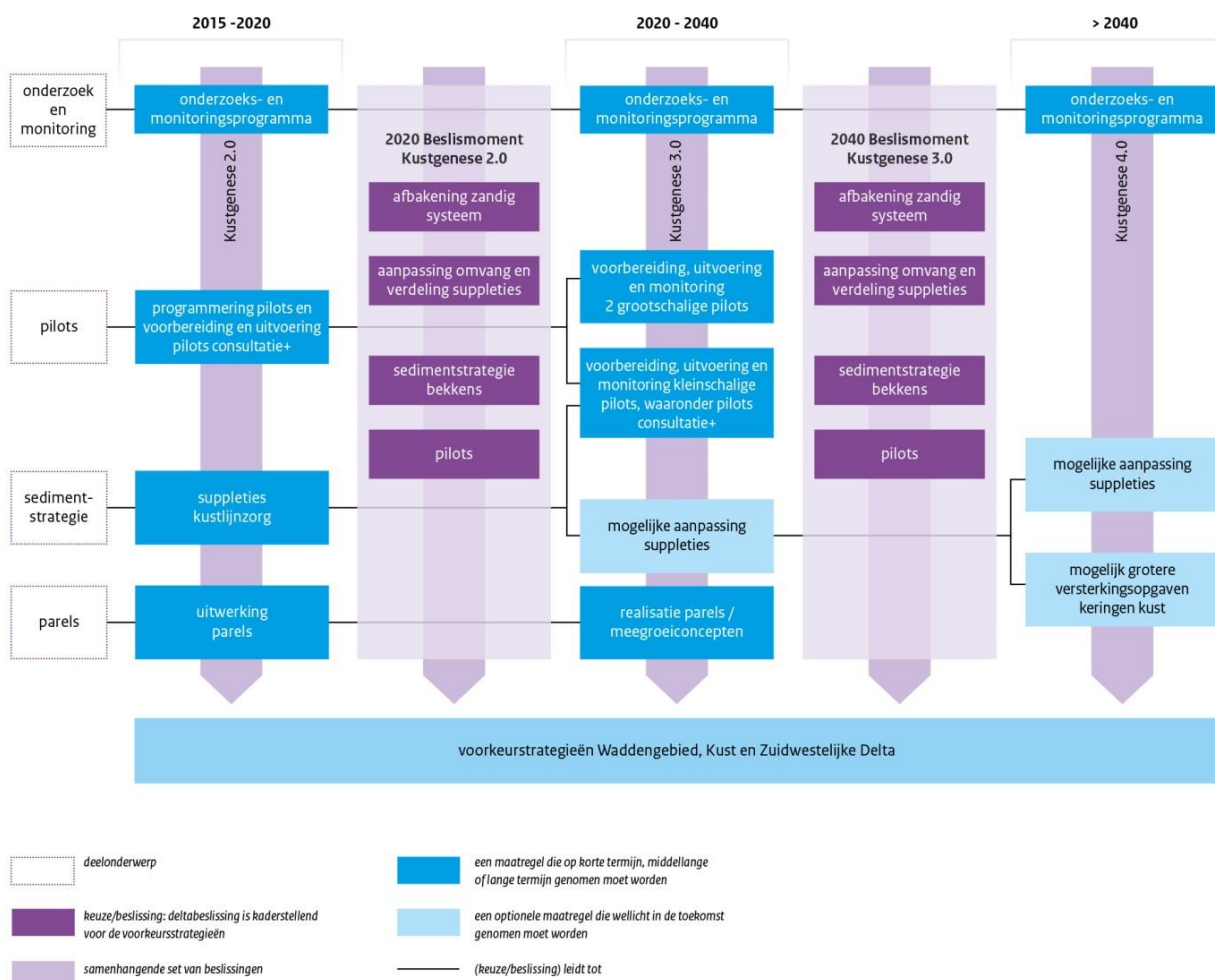 2015 -2020
2020 - 2040
> 2040
onderzoek
en
monitoring
onderzoeks- en
monitoringsprogramma
Kustgenese 2.0
2020 Beslismoment
Kustgenese 2.0
onderzoeks- en
monitoringsprogramma
Kustgenese 3.0
2040 Beslismoment
Kustgenese 3.0
onderzoeks- en
monitoringsprogramma
Kustgenese 4.0
afbakening zandig
systeem
aanpassing omvang en
verdeling suppleties
sedimentstrategie
bekkens
pilots
afbakening zandig
systeem
aanpassing omvang en
verdeling suppleties
sedimentstrategie
bekkens
pilots
pilots
programmering pilots en
voorbereiding en uitvoering
pilots consultatie+
voorbereiding, uitvoering
en monitoring
2 grootschalige pilots
voorbereiding, uitvoering en
monitoring kleinschalige
pilots, waaronder pilots
consultatie+
sediment-
strategie
suppleties
kustlijnzorg
mogelijke aanpassing
suppleties
mogelijke aanpassing
suppleties
mogelijk grotere
versterkingsopgaven
keringen kust
parels
uitwerking
parels
realisatie parels /
meegroeiconcepten
voorkeurstrategieën Waddengebied, Kust en Zuidwestelijke Delta
deelonderwerp
keuze/beslissing: deltabeslissing is kaderstellend
voor de voorkeursstrategieën
samenhangende set van beslissingen
een maatregel die op korte termijn, middellange
of lange termijn genomen moet worden
een optionele maatregel die wellicht in de toekomst
genomen moet worden
(keuze/beslissing) leidt tot